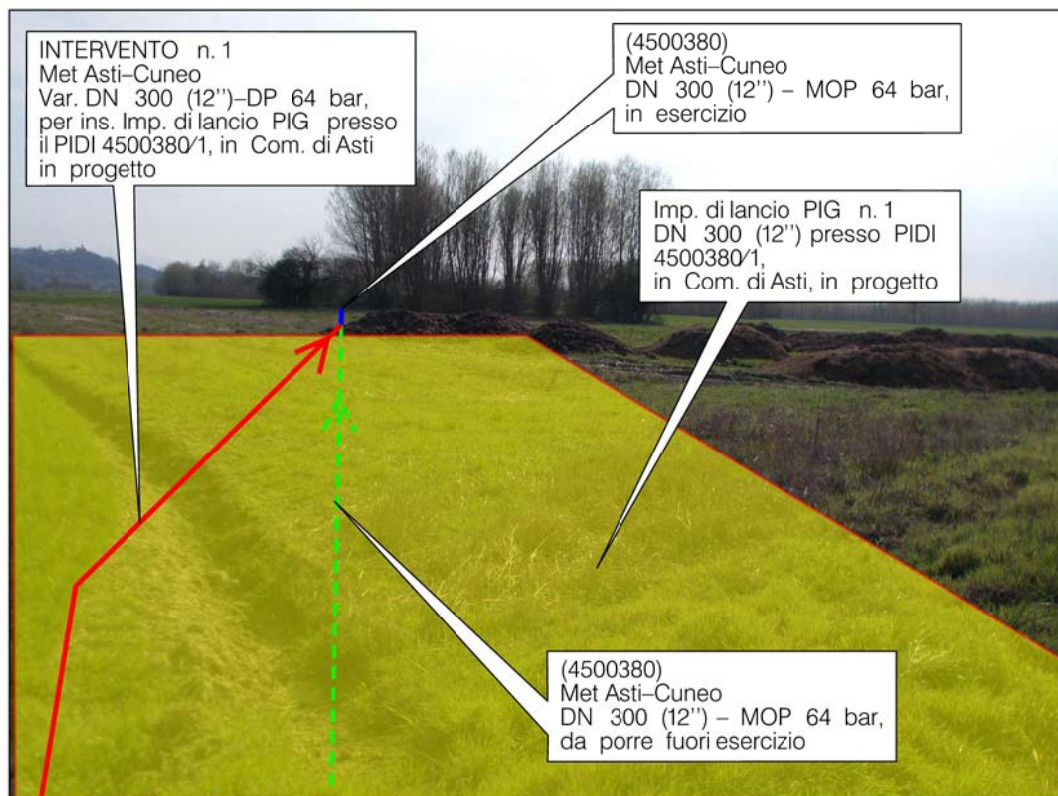 INTERVENTO n. 1
Met Asti–Cuneo
Var. DN 300 (12'')–DP 64 bar,
per ins. Imp. di lancio PIG presso
il PIDI 4500380/1, in Com. di Asti
in progetto
(4500380)
Met Asti–Cuneo
DN 300 (12'') – MOP 64 bar,
in esercizio
Imp. di lancio PIG n. 1
DN 300 (12'') presso PIDI
4500380/1,
in Com. di Asti, in progetto
(4500380)
Met Asti–Cuneo
DN 300 (12'') – MOP 64 bar,
da porre fuori esercizio